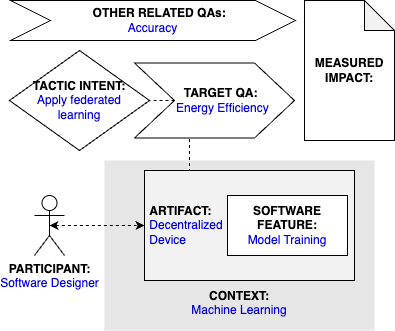 OTHER RELATED QAs:
Accuracy
MEASURED
IMPACT:
TACTIC INTENT:
Apply federated
learning
TARGET QA:
Energy Efficiency
ARTIFACT:
Decentralized
Device
SOFTWARE
FEATURE:
Model Training
PARTICIPANT:
Software Designer
CONTEXT:
Machine Learning